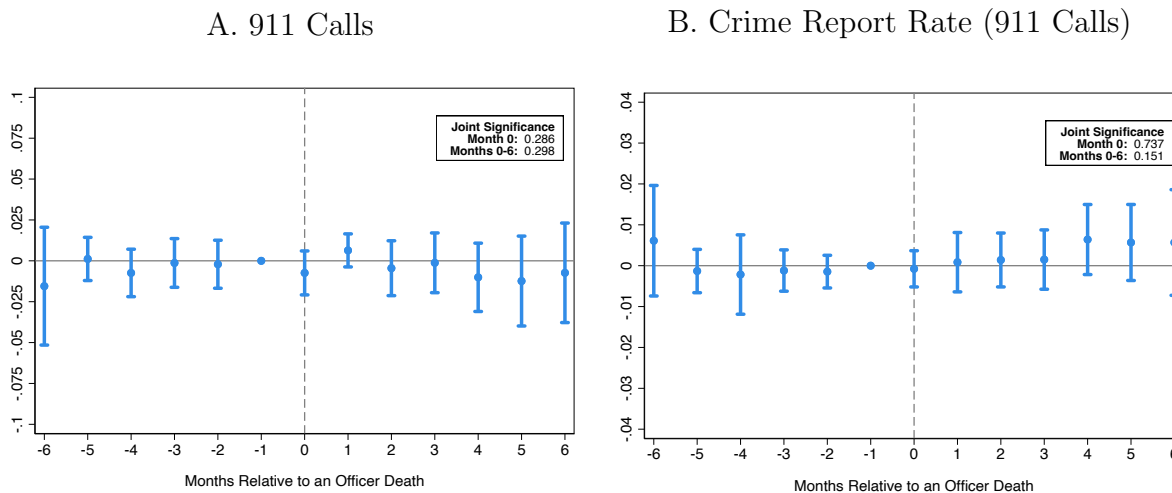 A. 911 Calls
.1
.075
.05
.025
0
-.025
-.05
-.075
-.1
Joint Significance
Month 0: 0.286
Months 0-6: 0.298
-6 -5 -4 -3 -2 -1 0 1 2 3 4 5 6
Months Relative to an Officer Death
B. Crime Report Rate (911 Calls)
.04
.03
.02
.01
0
-.01
-.02
-.03
-.04
Joint Significance
Month 0: 0.737
Months 0-6: 0.151
-6 -5 -4 -3 -2 -1 0 1 2 3 4 5
Months Relative to an Officer Death